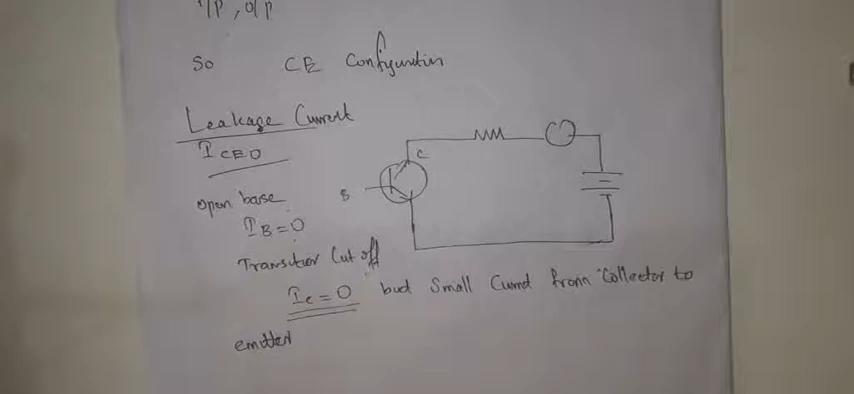 I/P, O/P
So CE Configuration
Leakage Current
ICEO
C
B
open base
IB = 0
Transistor Cut off
Ic = 0 but Small Current from Collector to
emitter